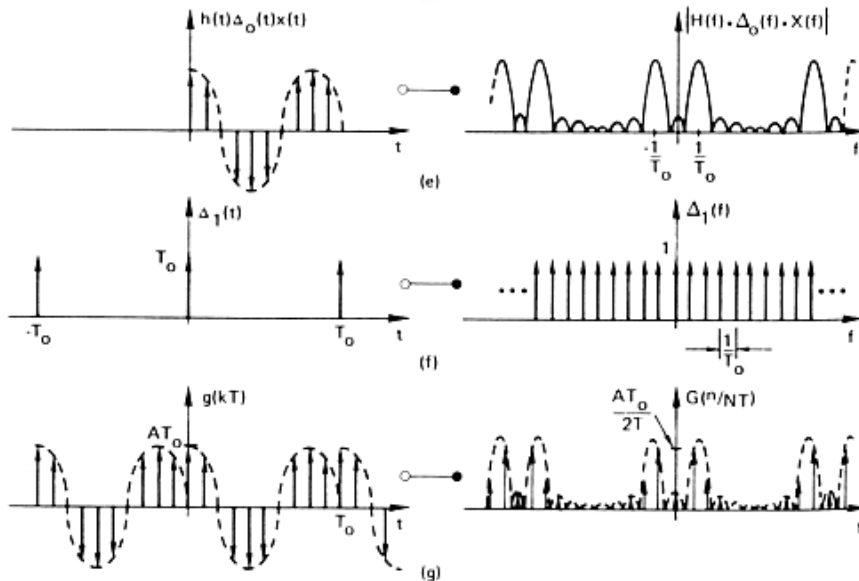 h(t)Δ₀(t)x(t)
|H(f)•Δ₀(f)•X(f)|
t
-1/T₀
1/T₀
f
(e)
Δ₁(t)
Δ₁(f)
T₀
1
-T₀
T₀
t
1/T₀
f
(f)
g(kT)
AT₀/2T
G(n/NT)
AT₀
T₀
t
f
(g)